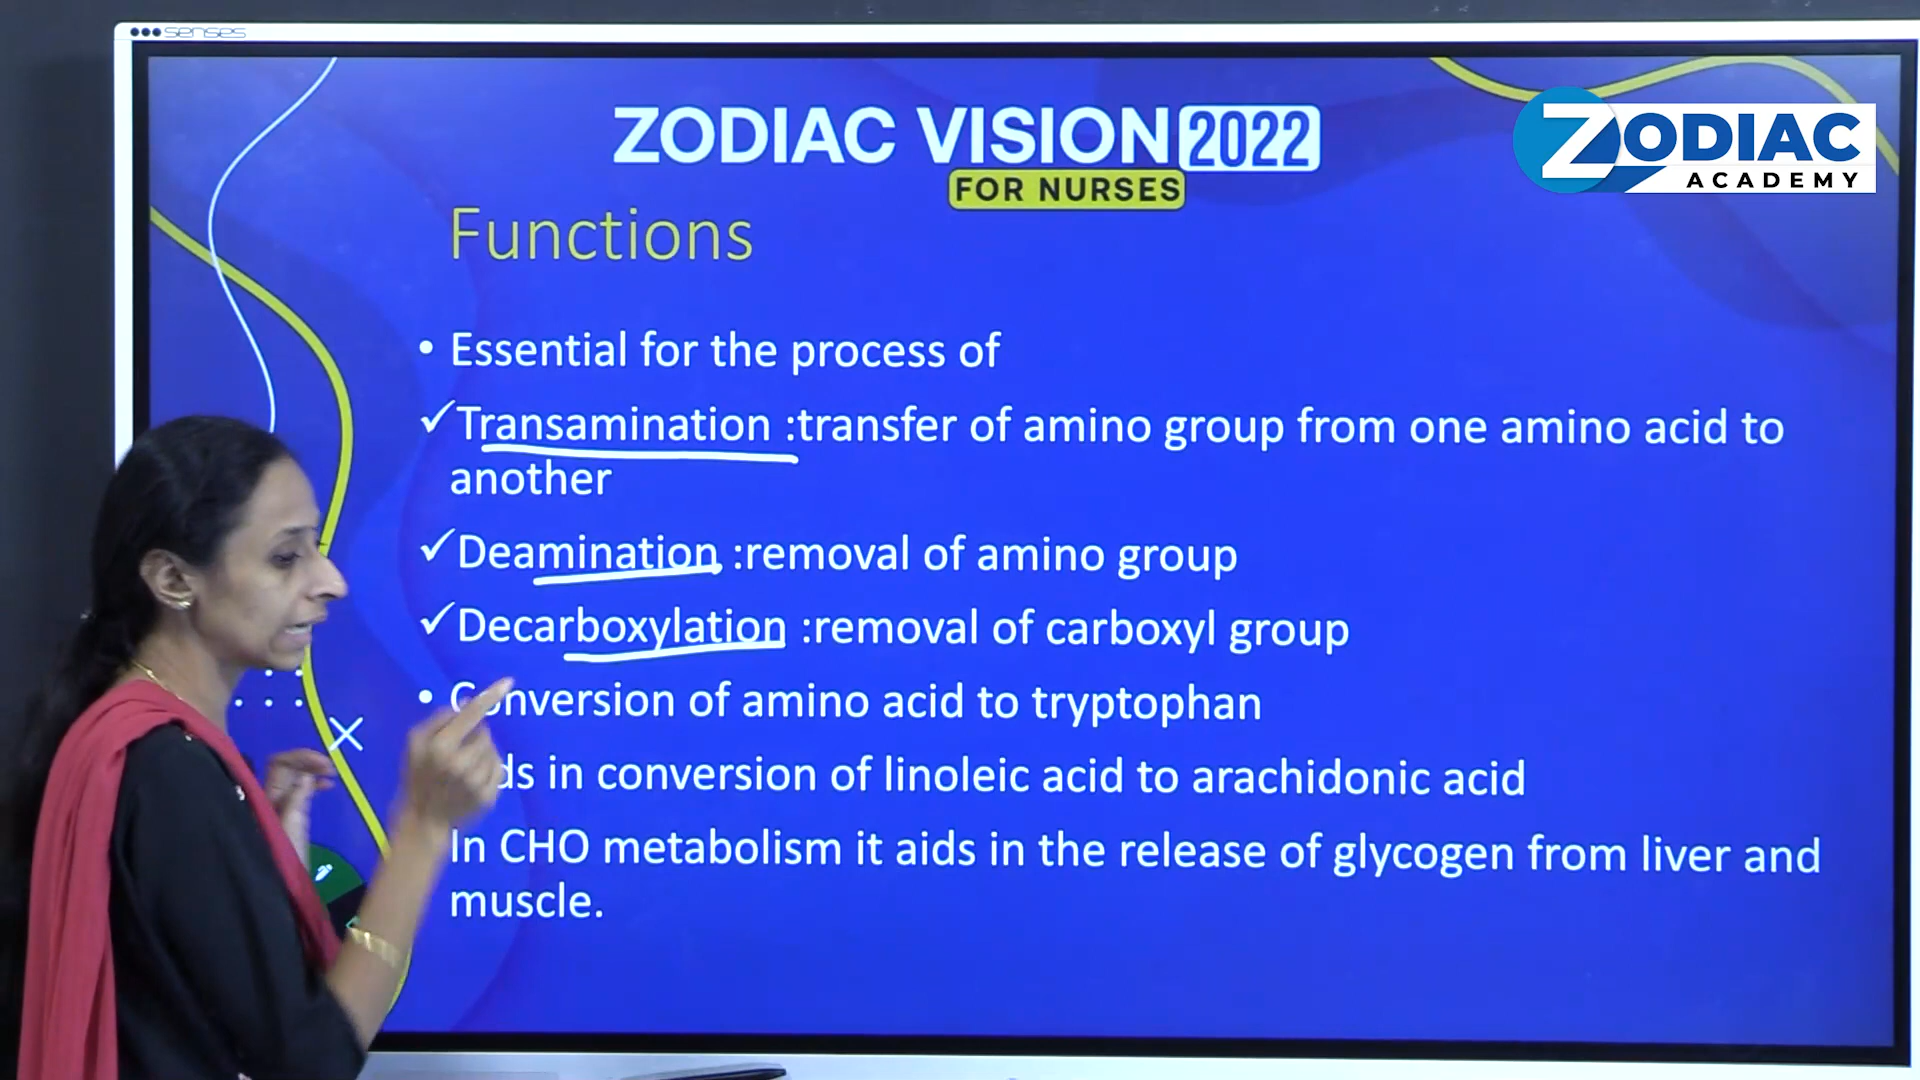 senses
ZODIAC VISION 2022
FOR NURSES
ZODIAC
ACADEMY
Functions
• Essential for the process of
✓Transamination :transfer of amino group from one amino acid to
another
✓Deamination :removal of amino group
✓Decarboxylation :removal of carboxyl group
• Conversion of amino acid to tryptophan
ds in conversion of linoleic acid to arachidonic acid
In CHO metabolism it aids in the release of glycogen from liver and
muscle.